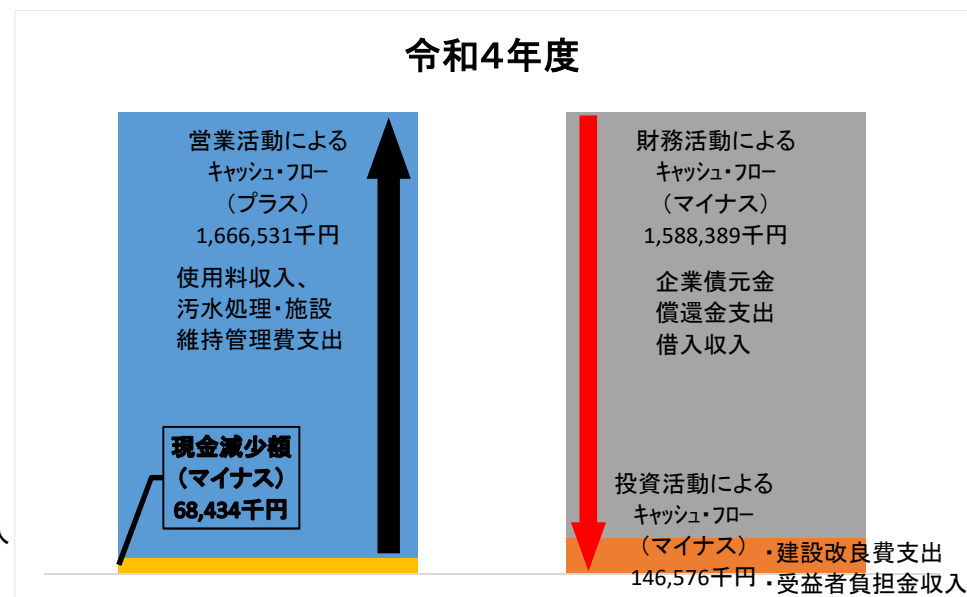 令和4年度
営業活動による
キャッシュ・フロー
（プラス）
1,666,531千円
使用料収入、
汚水処理・施設
維持管理費支出
現金減少額
（マイナス）
68,434千円
財務活動による
キャッシュ・フロー
（マイナス）
1,588,389千円
企業債元金
償還金支出
借入収入
投資活動による
キャッシュ・フロー
（マイナス）
146,576千円
・建設改良費支出
・受益者負担金収入